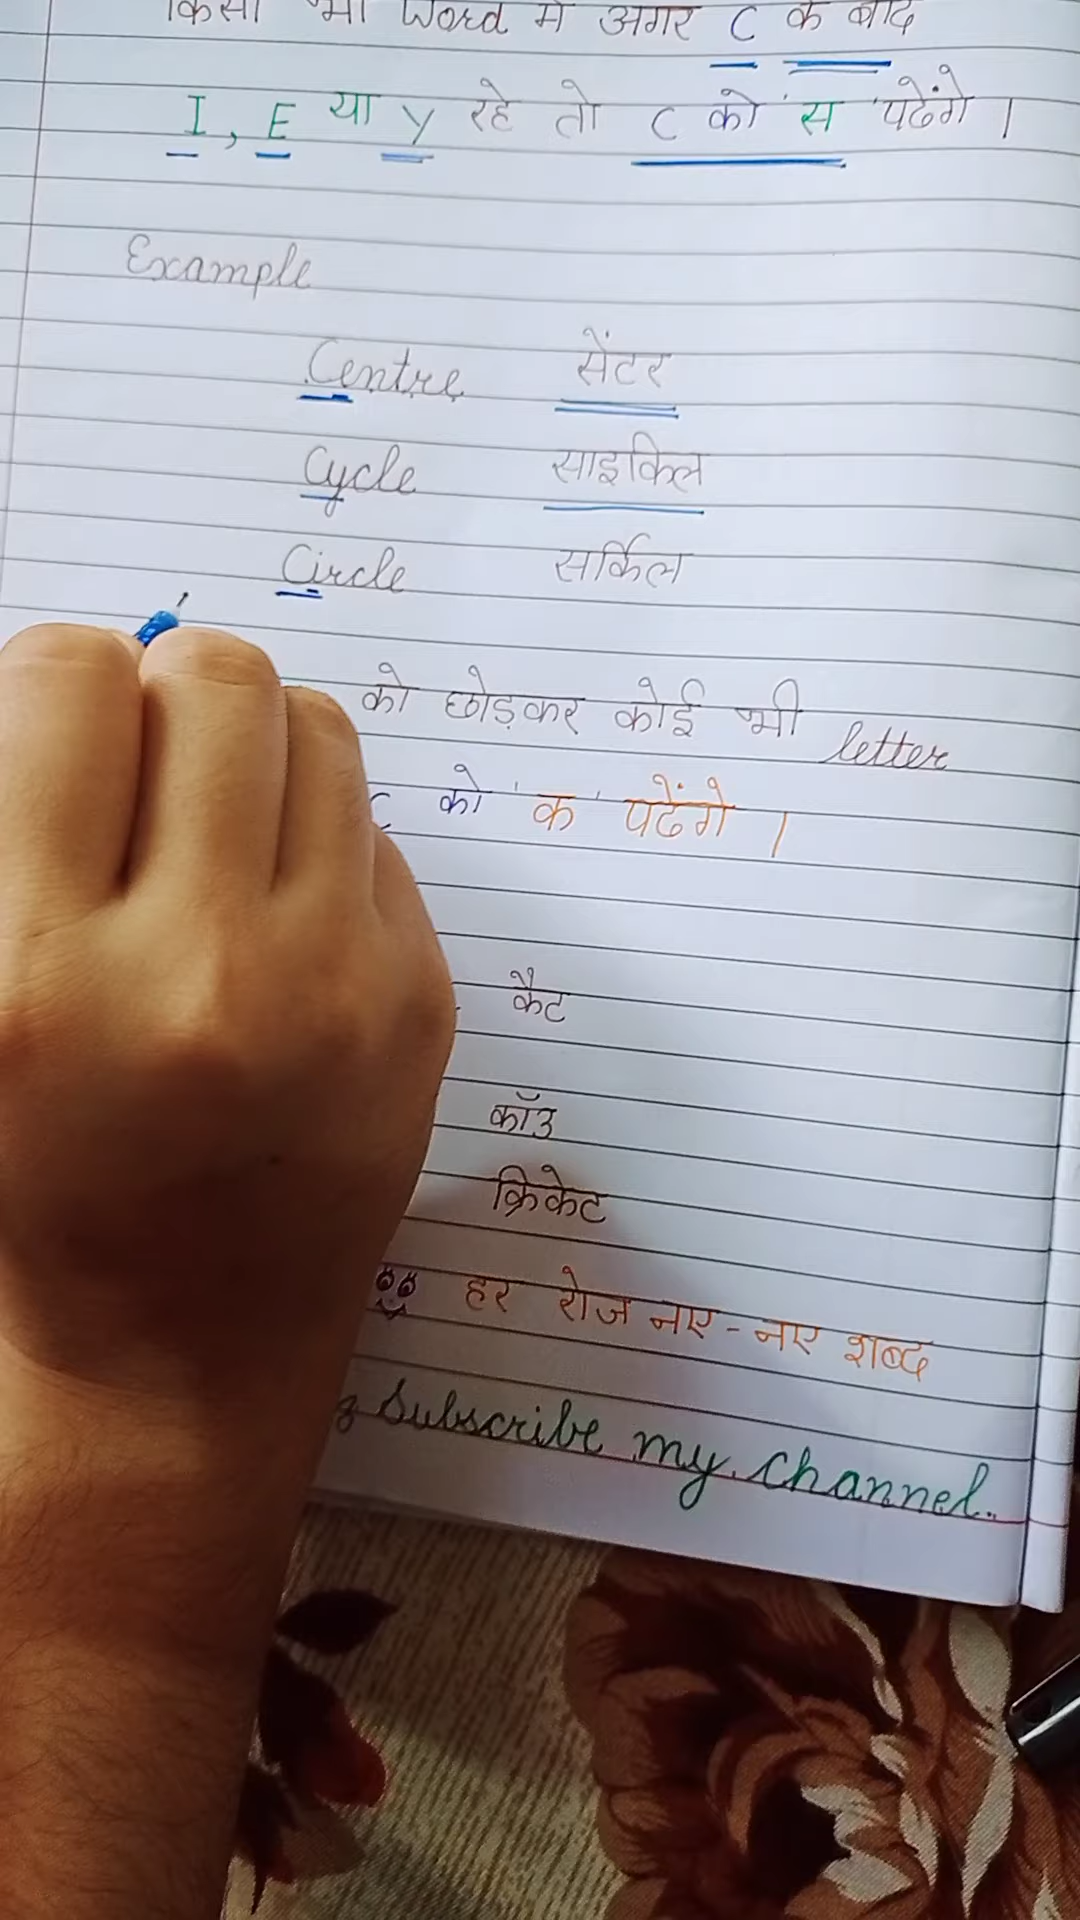 किसी भी Word में अगर C के बाद
I, E या y रहे तो C को 'स' पढेंगे ।
Example
Centre सेंटर
Cycle साइकिल
Circle सर्किल
को छोड़कर कोई भी letter
C को 'क' पढेंगे ।
कैट
कॉउ
क्रिकेट
हर रोज नए-नए शब्द
Subscribe my channel.